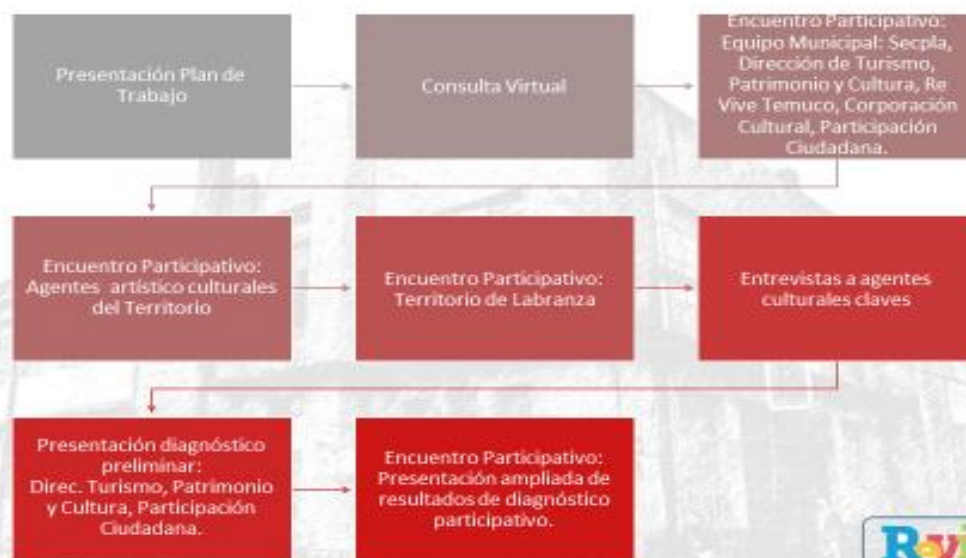 Presentación Plan de
Trabajo
Consulta Virtual
Encuentro Participativo:
Equipo Municipal: Secpla,
Dirección de Turismo,
Patrimonio y Cultura, Re
Vive Temuco, Corporación
Cultural, Participación
Ciudadana.
Encuentro Participativo:
Agentes artístico culturales
del Territorio
Encuentro Participativo:
Territorio de Labranza
Entrevistas a agentes
culturales claves
Presentación diagnóstico
preliminar:
Direc. Turismo, Patrimonio
y Cultura, Participación
Ciudadana.
Encuentro Participativo:
Presentación ampliada de
resultados de diagnóstico
participativo.